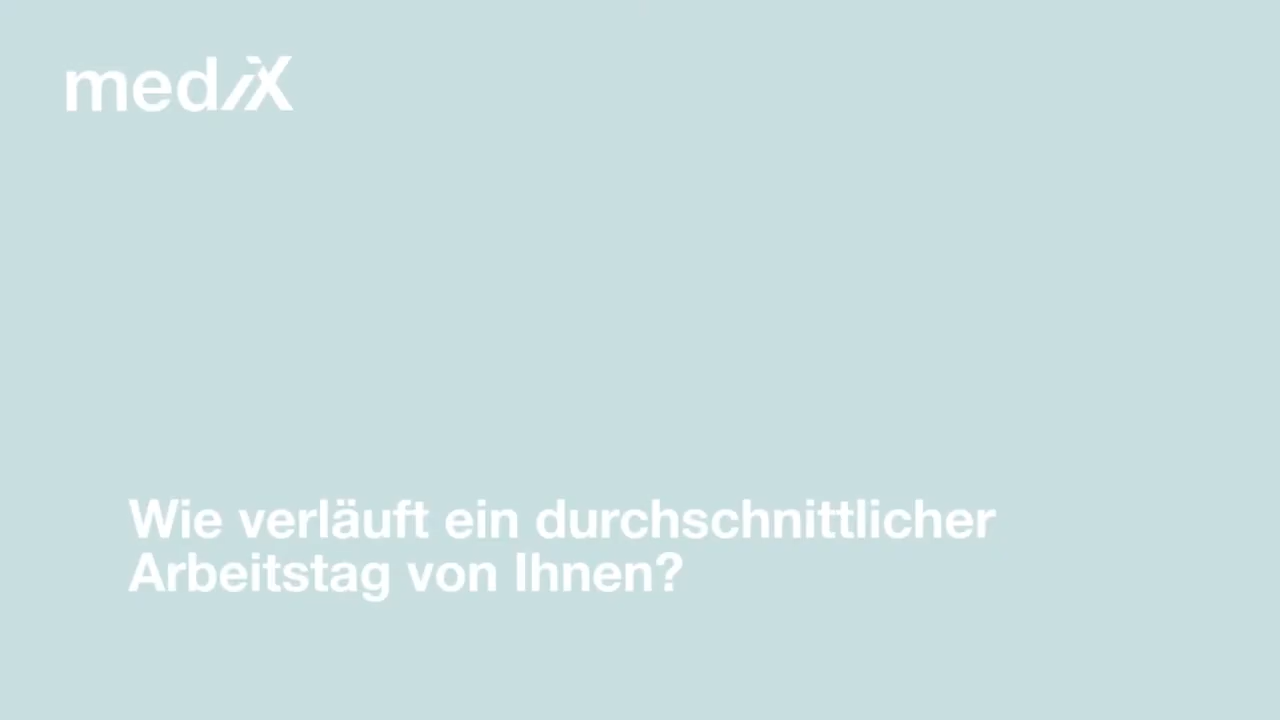 mediX
Wie verläuft ein durchschnittlicher
Arbeitstag von Ihnen?